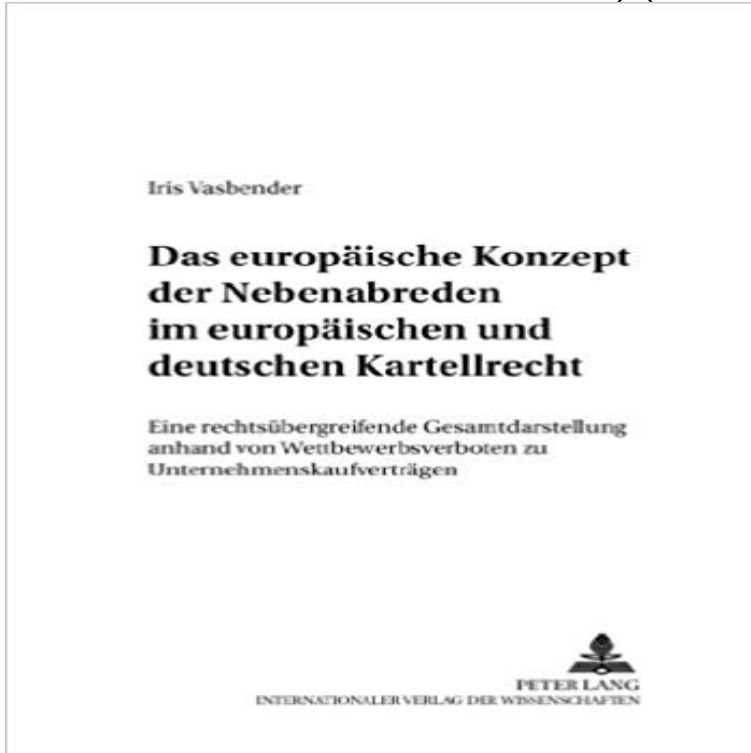 Iris Vasbender
Das europäische Konzept
der Nebenabreden
im europäischen und
deutschen Kartellrecht
Eine rechtsübergreifende Gesamtdarstellung
anhand von Wettbewerbsverboten zu
Unternehmenskaufverträgen
PETER LANG
INTERNATIONALER VERLAG DER WISSENSCHAFTEN